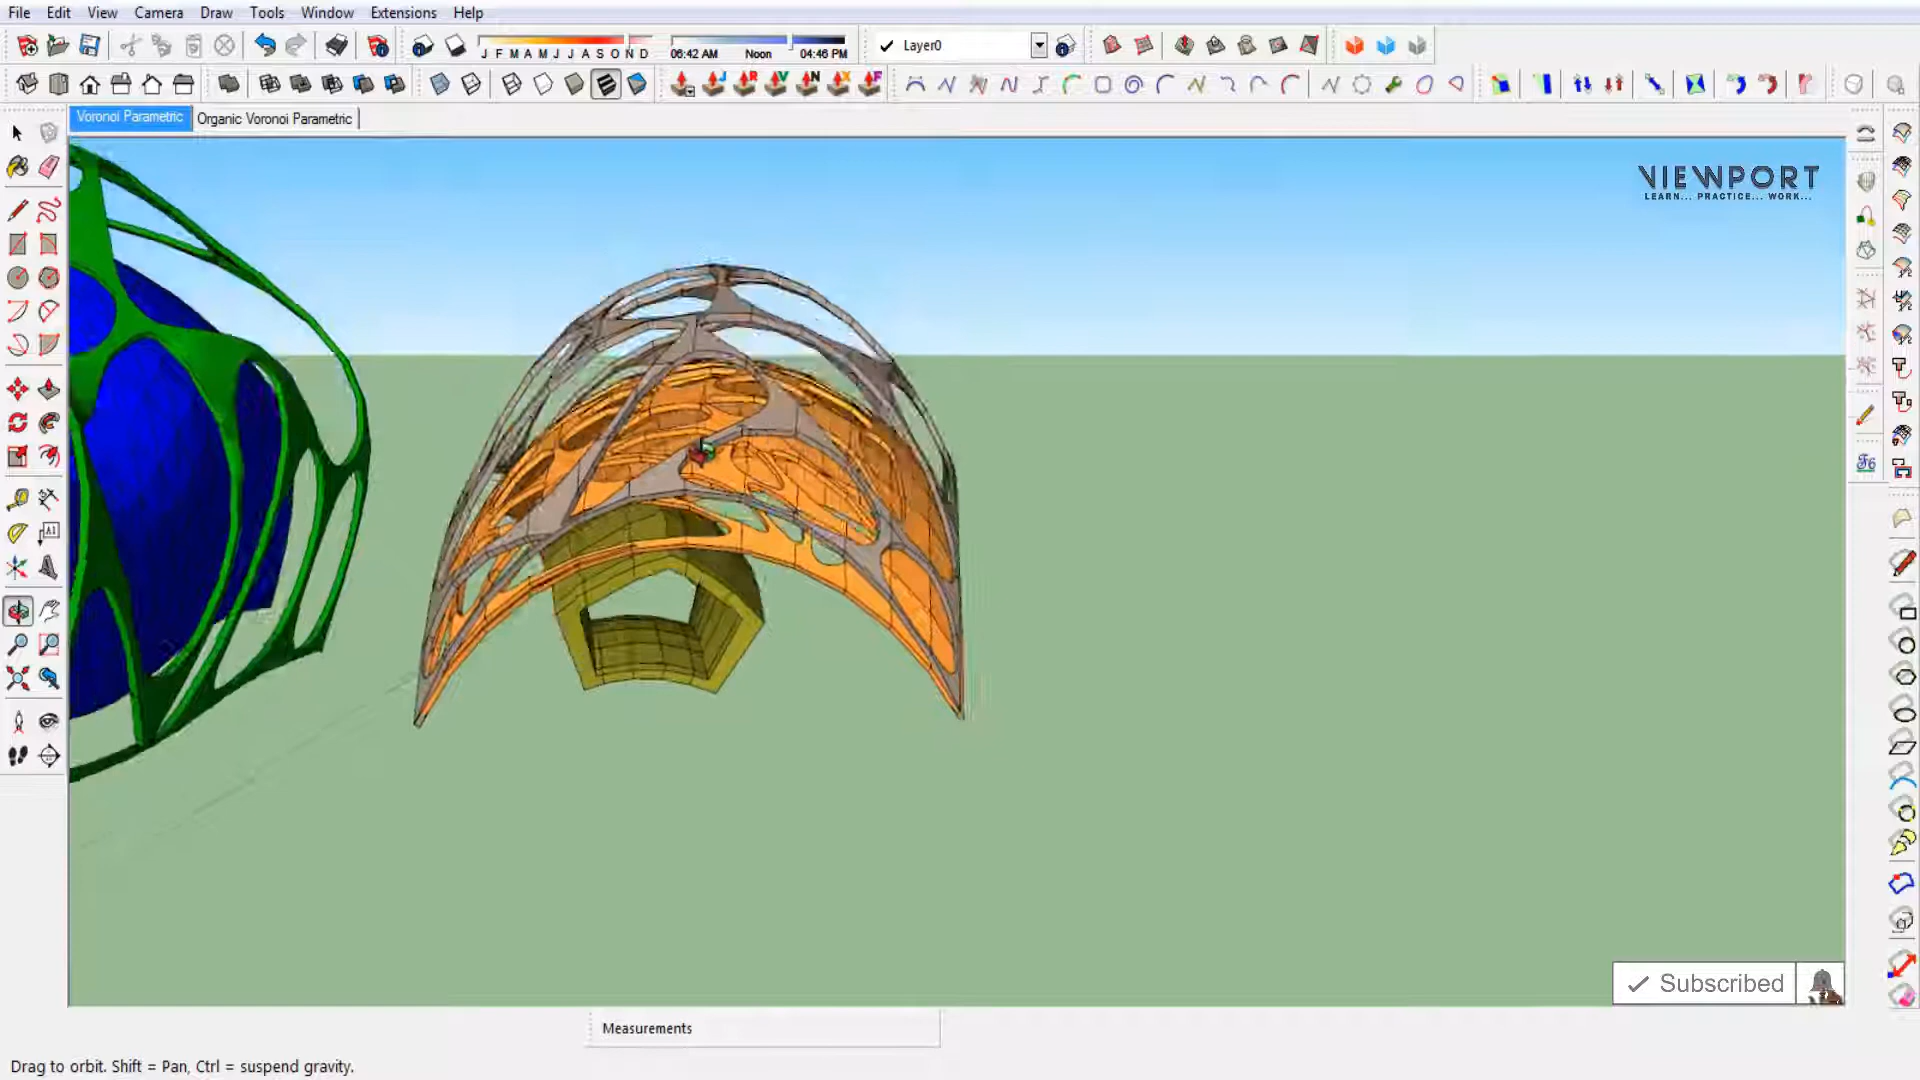 File Edit View Camera Draw Tools Window Extensions Help
J F M A M J J A S O N D
06:42 AM Noon 04:46 PM
Layer0
J R V N X F
Voronoi Parametric Organic Voronoi Parametric
VIEWPORT
LEARN... PRACTICE... WORK...
A1
Subscribed
Measurements
Drag to orbit. Shift = Pan, Ctrl = suspend gravity.